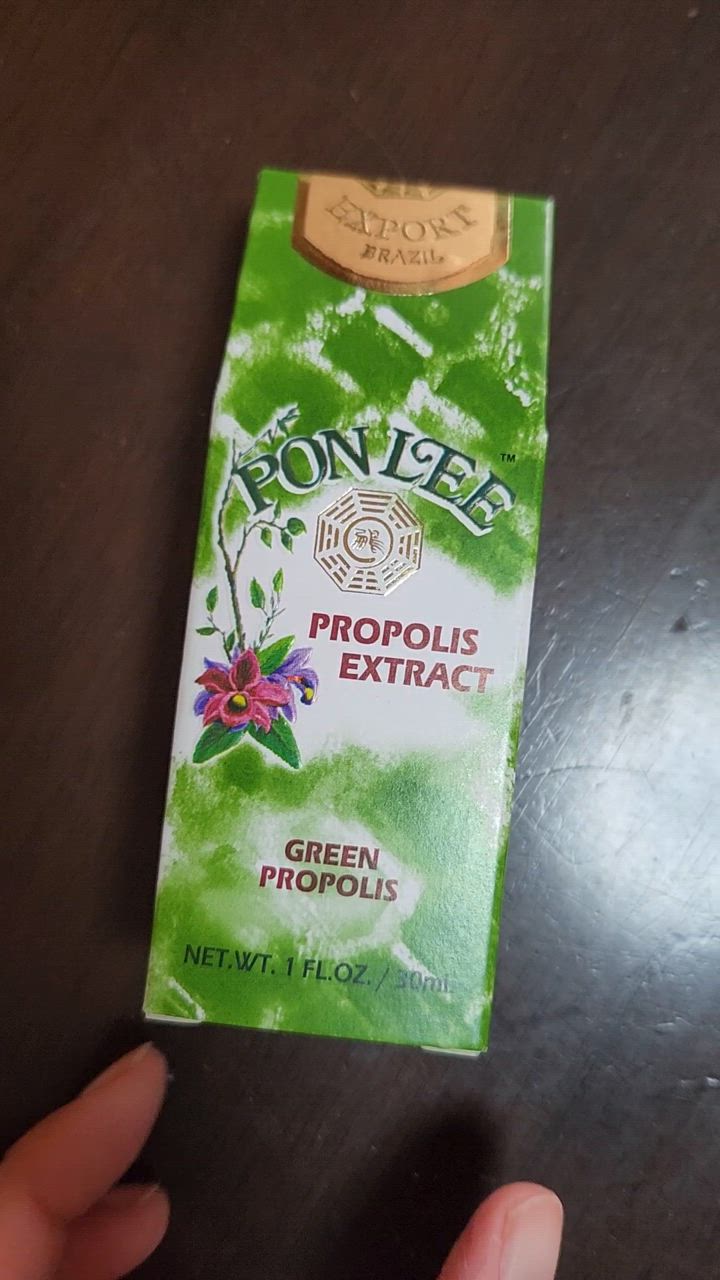 EXPORT
BRAZIL
PON LEE™
PROPOLIS
EXTRACT
GREEN
PROPOLIS
NET.WT. 1 FL.OZ. / 30ml.